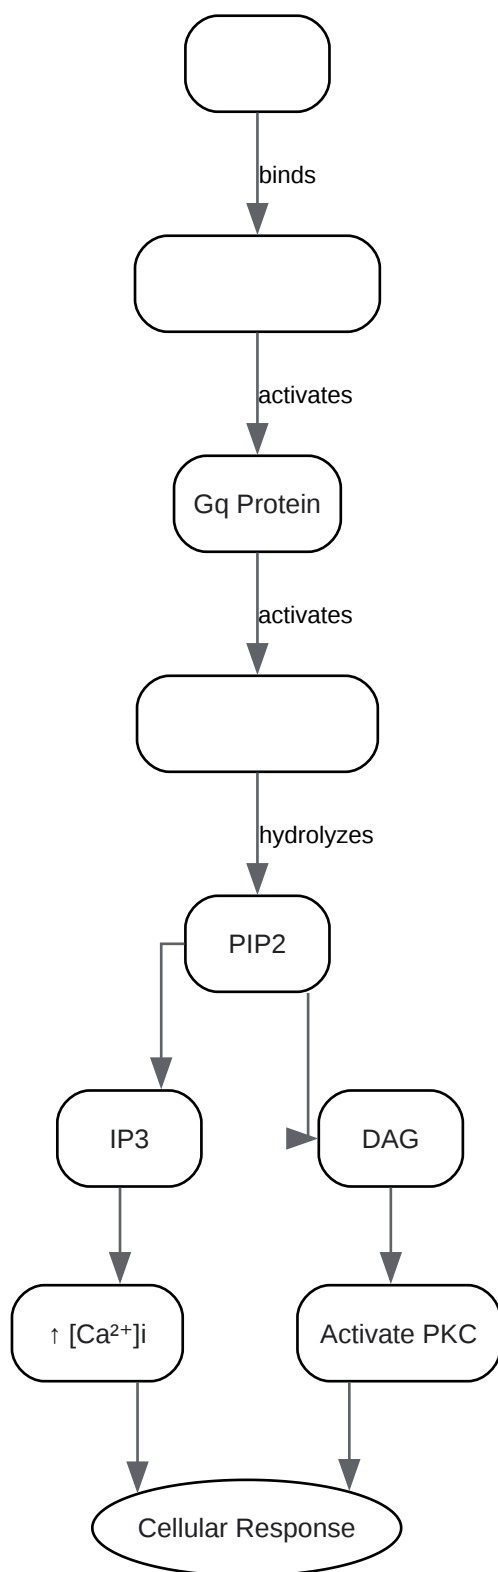 binds
activates
Gq Protein
activates
hydrolyzes
PIP2
IP3
DAG
↑ [Ca²⁺]i
Activate PKC
Cellular Response